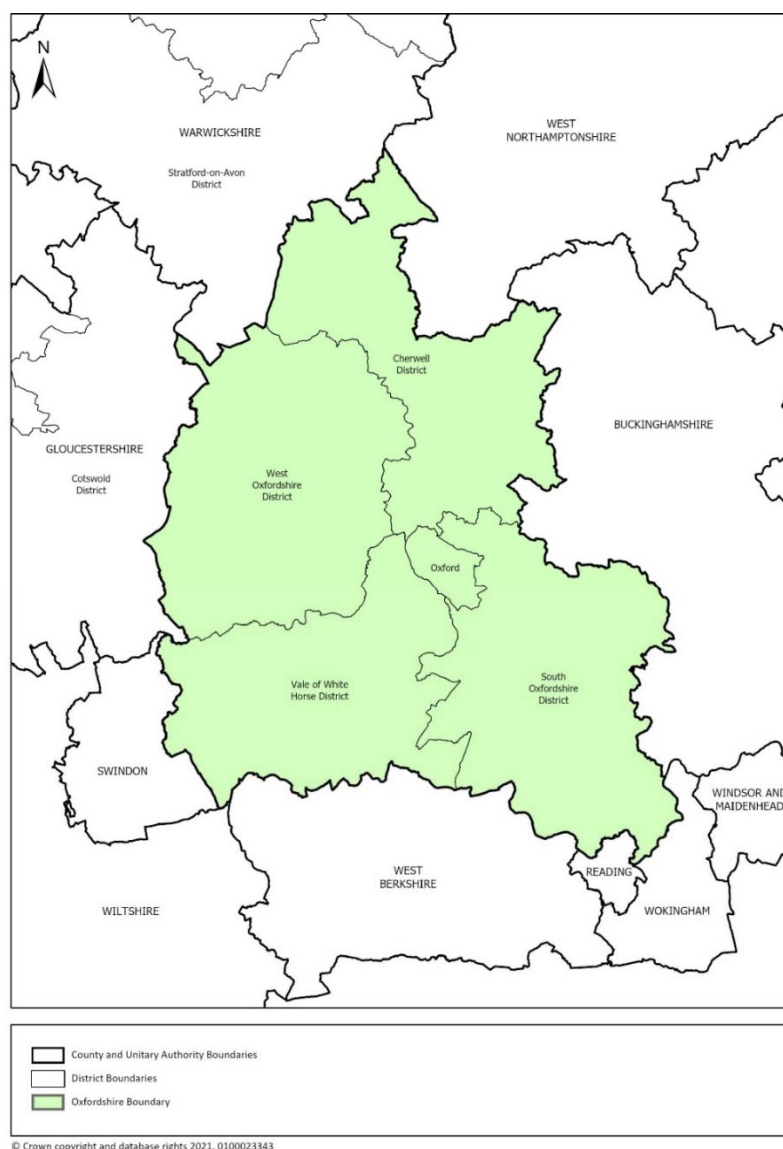 N
WARWICKSHIRE
Stratford-on-Avon
District
WEST
NORTHAMPTONSHIRE
Cherwell
District
GLOUCESTERSHIRE
Cotswold
District
West
Oxfordshire
District
BUCKINGHAMSHIRE
Oxford
Vale of White
Horse District
South
Oxfordshire
District
SWINDON
WINDSOR AND
MAIDENHEAD
WEST
BERKSHIRE
READING
WILTSHIRE
WOKINGHAM
County and Unitary Authority Boundaries
District Boundaries
Oxfordshire Boundary
© Crown copyright and database rights 2021, 0100023343